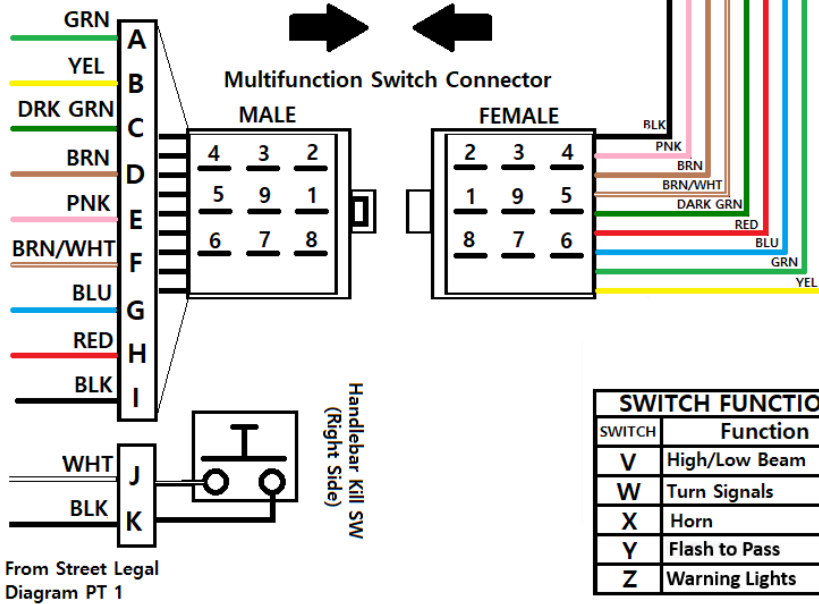 GRN A
YEL B
DRK GRN C
BRN D
PNK E
BRN/WHT F
BLU G
RED H
BLK I
WHT J
BLK K
From Street Legal
Diagram PT 1
Multifunction Switch Connector
MALE
4 3 2
5 9 1
6 7 8
FEMALE
2 3 4
1 9 5
8 7 6
BLK
PNK
BRN
BRN/WHT
DARK GRN
RED
BLU
GRN
YEL
Handlebar Kill SW
(Right Side)
SWITCH FUNCTIO
SWITCH Function
V High/Low Beam
W Turn Signals
X Horn
Y Flash to Pass
Z Warning Lights